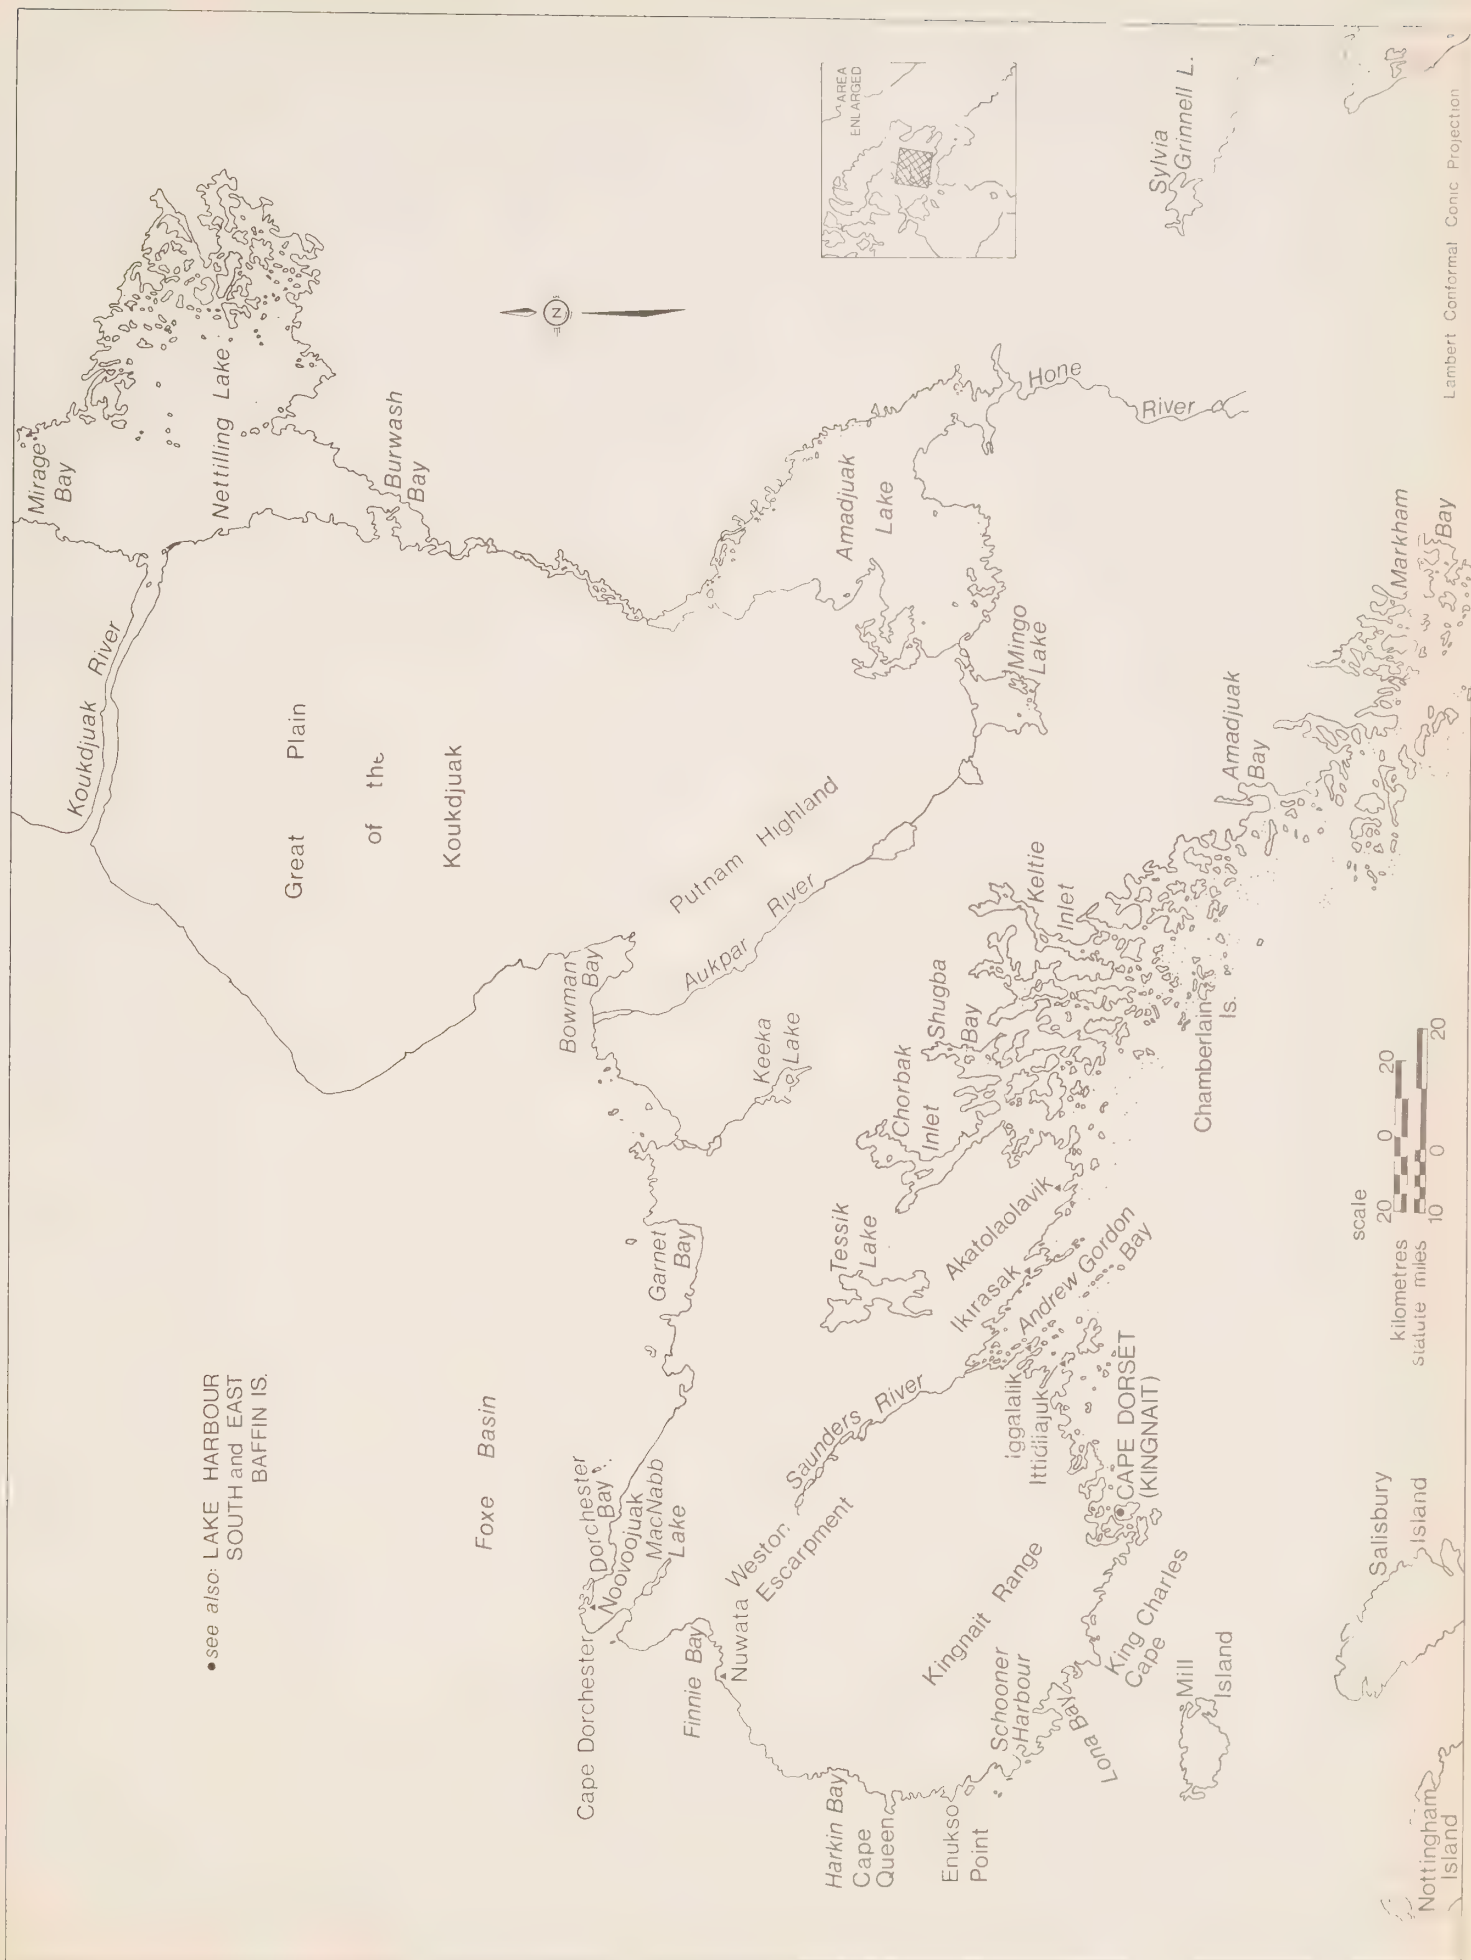 •see also: LAKE HARBOUR
SOUTH and EAST
BAFFIN IS.
Mirage
Bay
Koukdjuak River
Nettilling Lake
Great Plain
of the
Koukdjuak
Burwash
Bay
Foxe Basin
N
AREA
ENLARGED
Cape Dorchester
Dorchester
Bay
Noovoojuak
MacNabb
Lake
Garnet
Bay
Bowman
Bay
Putnam Highland
Aukpar River
Keeka
Lake
Amadjuak
Lake
Hone
River
Mingo
Lake
Sylvia
Grinnell L.
Finnie Bay
Nuwata
Weston
Escarpment
Saunders River
Tessik
Lake
Chorbak
Inlet
Shugba
Bay
Keltie
Inlet
Harkin Bay
Cape
Queen
Enukso
Point
Kingnait Range
Schooner
Harbour
Lona Bay
King Charles
Cape
Mill
Island
Akatolaolavik
Ikirasak
Andrew Gordon
Bay
Iggalalik
Ittidliajuk
CAPE DORSET
(KINGNAIT)
Chamberlain
Is.
Amadjuak
Bay
Markham
Bay
Salisbury
Island
Nottingham
Island
scale
20 0 20
kilometres
statute miles
10 0 20
Lambert Conformal Conic Projection